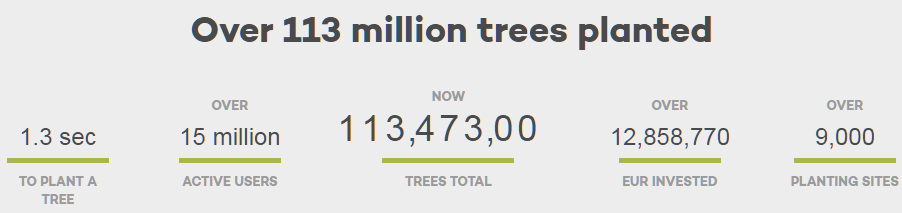 Over 113 million trees planted
1.3 sec
TO PLANT A
TREE
OVER
15 million
ACTIVE USERS
NOW
113,473,00
TREES TOTAL
OVER
12,858,770
EUR INVESTED
OVER
9,000
PLANTING SITES